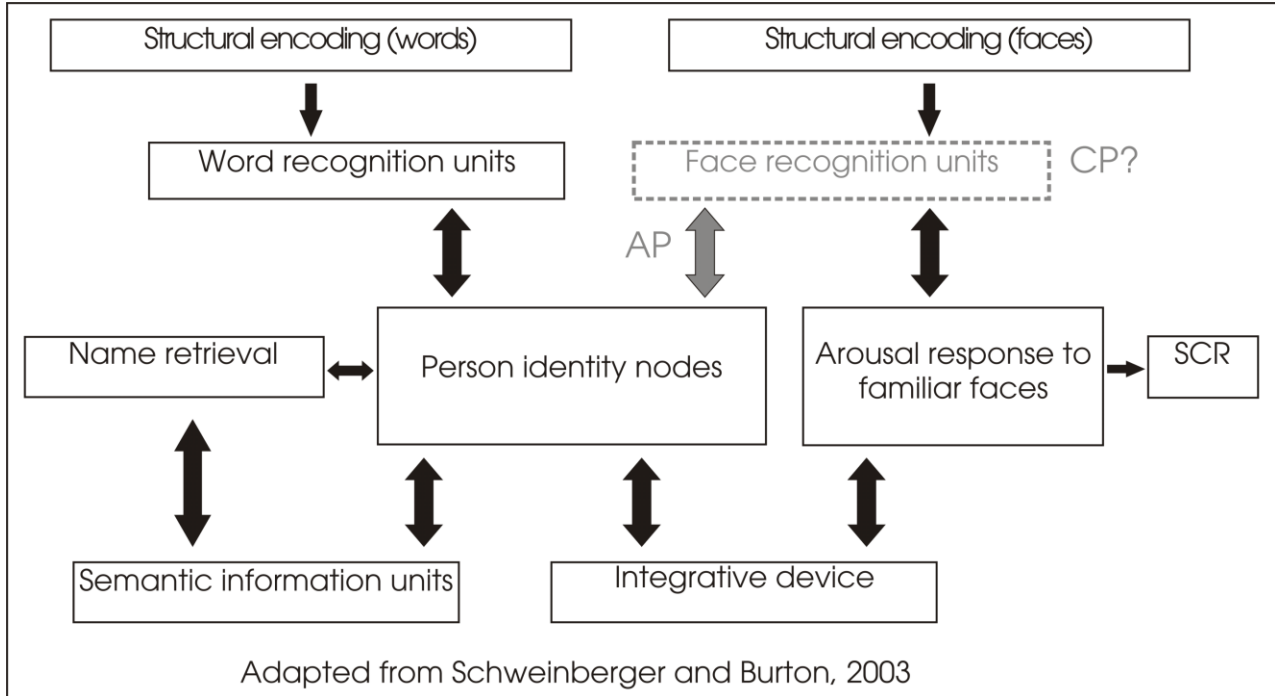 Structural encoding (words)
Structural encoding (faces)
Word recognition units
Face recognition units
CP?
AP
Name retrieval
Person identity nodes
Arousal response to
familiar faces
SCR
Semantic information units
Integrative device
Adapted from Schweinberger and Burton, 2003